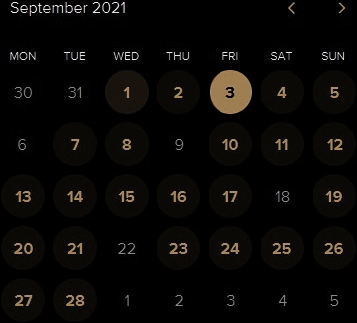 September 2021
MON TUE WED THU FRI SAT SUN
30 31 1 2 3 4 5
6 7 8 9 10 11 12
13 14 15 16 17 18 19
20 21 22 23 24 25 26
27 28 1 2 3 4 5